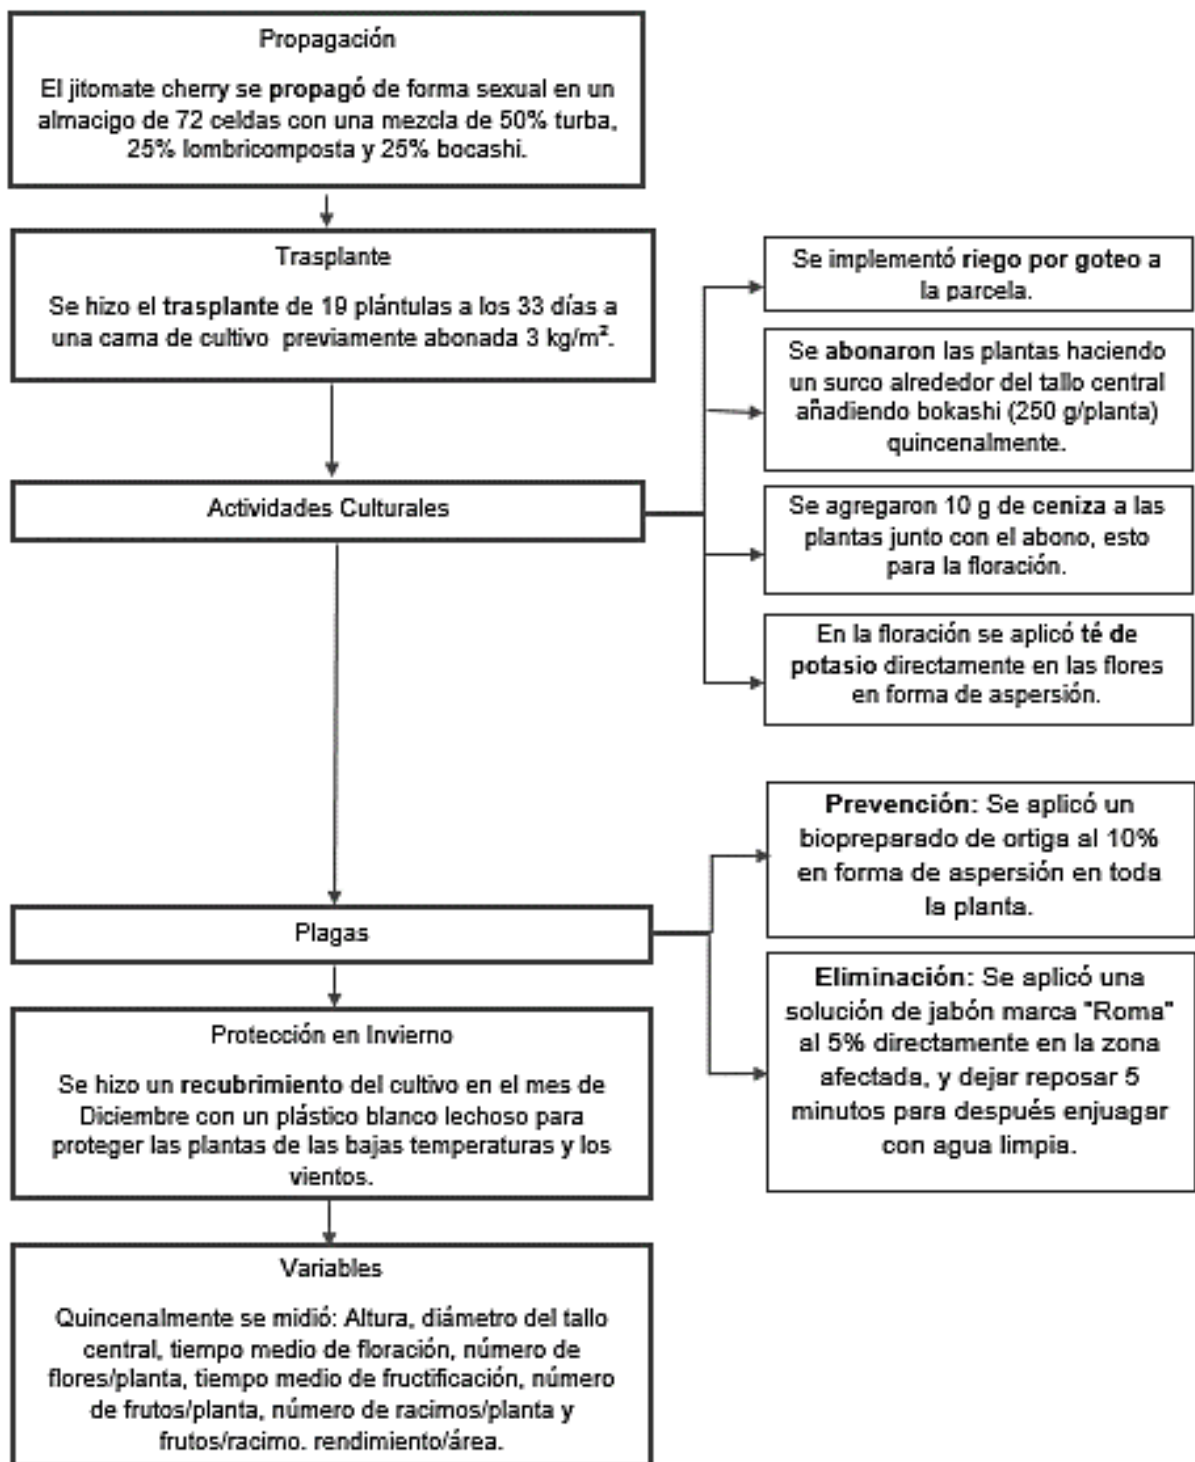 Propagación
El jitomate cherry se propagó de forma sexual en un
almacigo de 72 celdas con una mezcla de 50% turba,
25% lombricomposta y 25% bocashi.
Trasplante
Se hizo el trasplante de 19 plántulas a los 33 días a
una cama de cultivo previamente abonada 3 kg/m².
Actividades Culturales
Se implementó riego por goteo a
la parcela.
Se abonaron las plantas haciendo
un surco alrededor del tallo central
añadiendo bokashi (250 g/planta)
quincenalmente.
Se agregaron 10 g de ceniza a las
plantas junto con el abono, esto
para la floración.
En la floración se aplicó té de
potasio directamente en las flores
en forma de aspersión.
Plagas
Prevención: Se aplicó un
biopreparado de ortiga al 10%
en forma de aspersión en toda
la planta.
Eliminación: Se aplicó una
solución de jabón marca "Roma"
al 5% directamente en la zona
afectada, y dejar reposar 5
minutos para después enjuagar
con agua limpia.
Protección en Invierno
Se hizo un recubrimiento del cultivo en el mes de
Diciembre con un plástico blanco lechoso para
proteger las plantas de las bajas temperaturas y los
vientos.
Variables
Quincenalmente se midió: Altura, diámetro del tallo
central, tiempo medio de floración, número de
flores/planta, tiempo medio de fructificación, número
de frutos/planta, número de racimos/planta y
frutos/racimo. rendimiento/área.